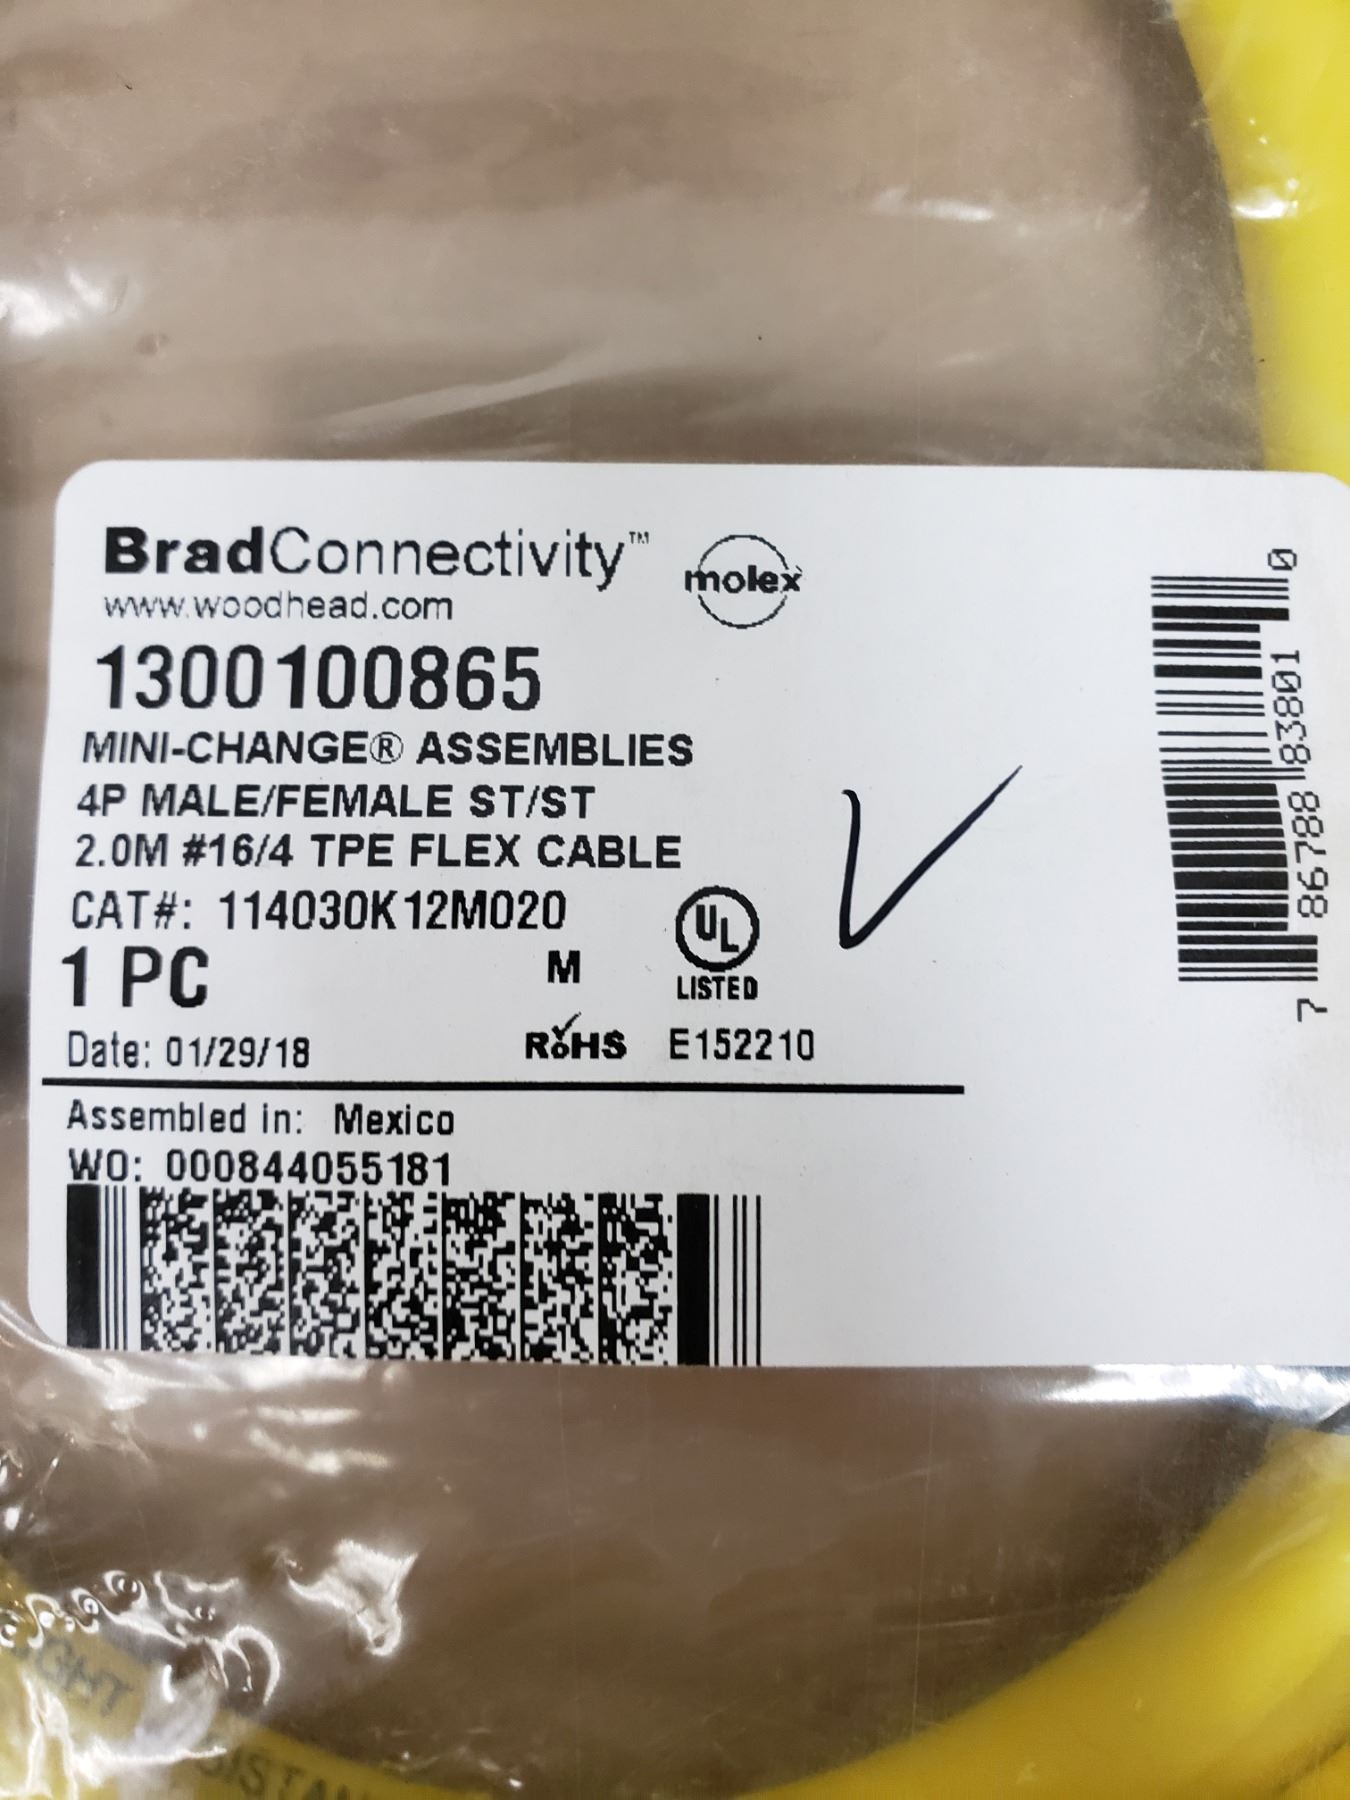 BradConnectivity™ molex
www.woodhead.com
1300100865
MINI-CHANGE® ASSEMBLIES
4P MALE/FEMALE ST/ST
2.0M #16/4 TPE FLEX CABLE
CAT#: 114030K12M020
1 PC M UL LISTED
Date: 01/29/18 RoHS E152210
Assembled in: Mexico
WO: 000844055181
7 86788 83801 0